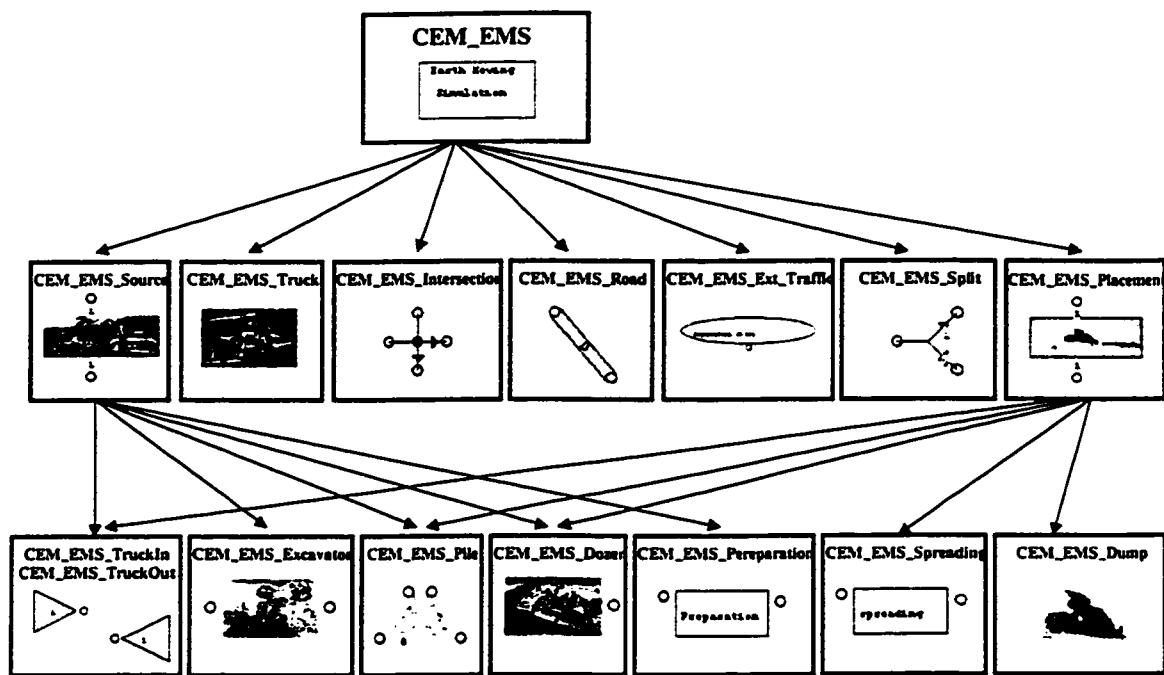 CEM_EMS
Earth Moving
Simulation
CEM_EMS_Source
CEM_EMS_Truck
CEM_EMS_Intersection
CEM_EMS_Road
CEM_EMS_Ext_Traffic
CEM_EMS_Split
CEM_EMS_Placement
CEM_EMS_TruckIn
CEM_EMS_TruckOut
CEM_EMS_Excavator
CEM_EMS_Pile
CEM_EMS_Dozer
CEM_EMS_Pereparation
CEM_EMS_Spreading
CEM_EMS_Dump
Preparation
spreading